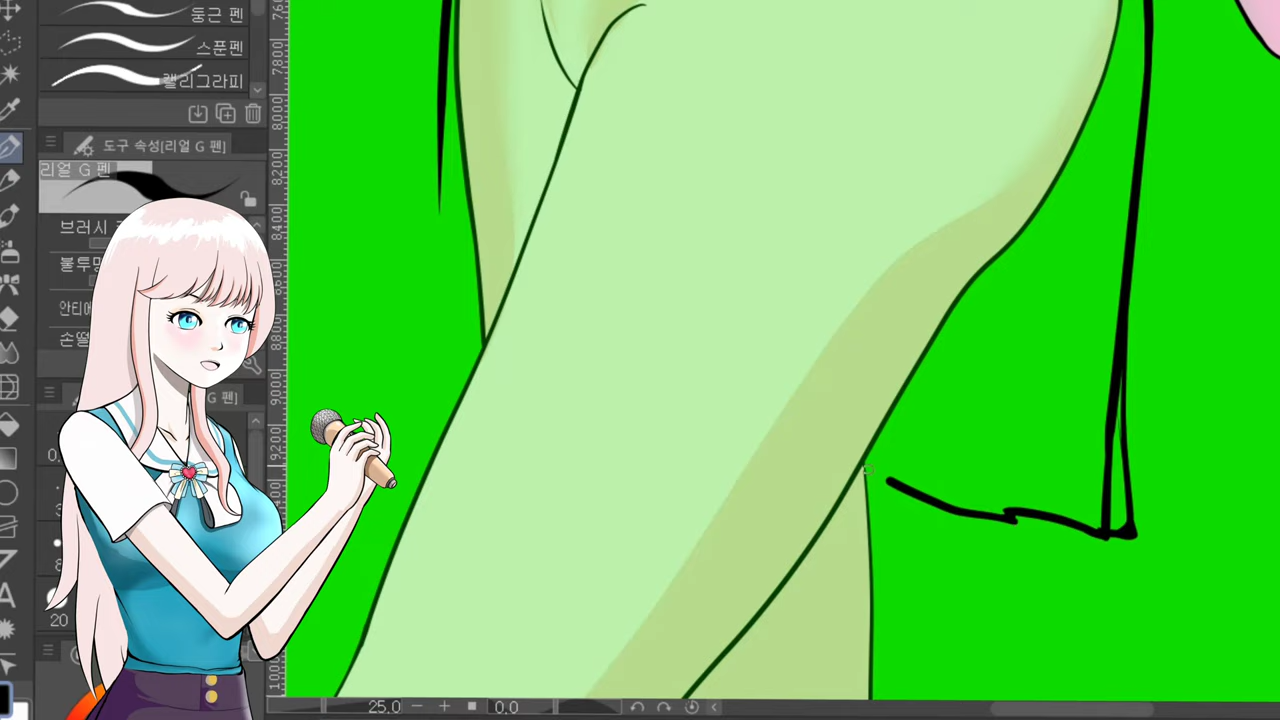 둥근 펜
스푼펜
캘리그라피
도구 속성[리얼 G 펜]
리얼 G 펜
브러시
불투명
안티에
손떨
G 펜]
20
7800
8000
8200
8400
8600
8800
9000
9200
25.0
0.0